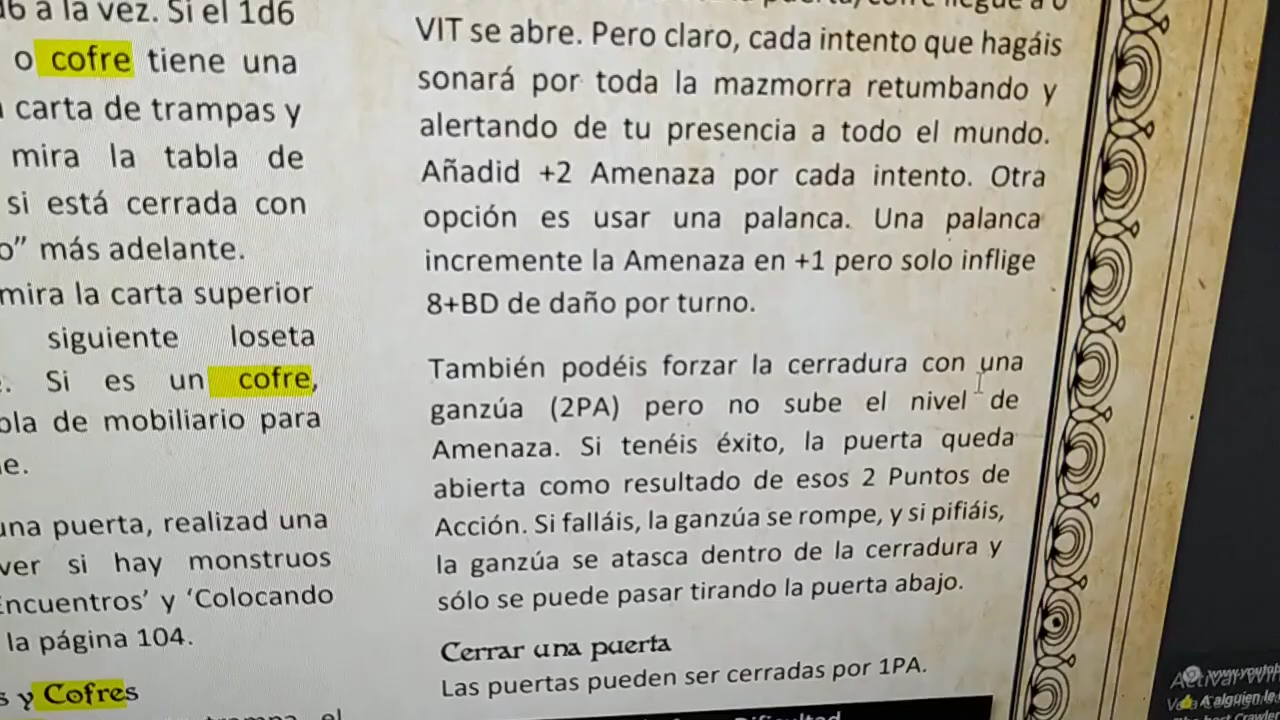 d6 a la vez. Si el 1d6
o cofre tiene una
carta de trampas y
mira la tabla de
si está cerrada con
o” más adelante.
mira la carta superior
siguiente loseta
Si es un cofre,
bla de mobiliario para
e.
una puerta, realizad una
ver si hay monstruos
Encuentros’ y ‘Colocando
la página 104.
s y Cofres
VIT se abre. Pero claro, cada intento que hagáis
sonará por toda la mazmorra retumbando y
alertando de tu presencia a todo el mundo.
Añadid +2 Amenaza por cada intento. Otra
opción es usar una palanca. Una palanca
incremente la Amenaza en +1 pero solo inflige
8+BD de daño por turno.
También podéis forzar la cerradura con una
ganzúa (2PA) pero no sube el nivel de
Amenaza. Si tenéis éxito, la puerta queda
abierta como resultado de esos 2 Puntos de
Acción. Si falláis, la ganzúa se rompe, y si pifiáis,
la ganzúa se atasca dentro de la cerradura y
sólo se puede pasar tirando la puerta abajo.
Cerrar una puerta
Las puertas pueden ser cerradas por 1PA.
Dificultad
www.youtub
A alguien le